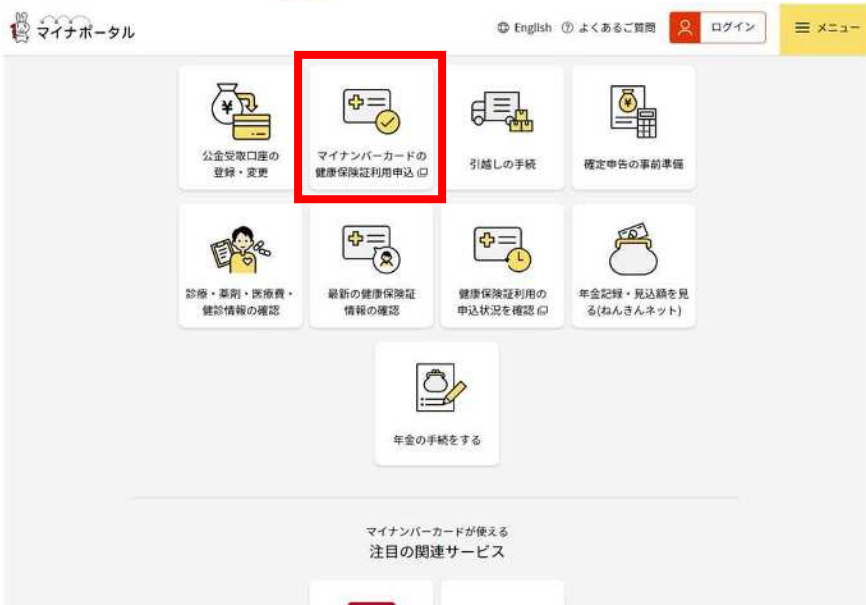 マイナポータル
English よくあるご質問 ログイン メニュー
公金受取口座の
登録・変更
マイナンバーカードの
健康保険証利用申込
引越しの手続
確定申告の事前準備
診療・薬剤・医療費・
健診情報の確認
最新の健康保険証
情報の確認
健康保険証利用の
申込状況を確認
年金記録・見込額を見
る(ねんきんネット)
年金の手続をする
マイナンバーカードが使える
注目の関連サービス